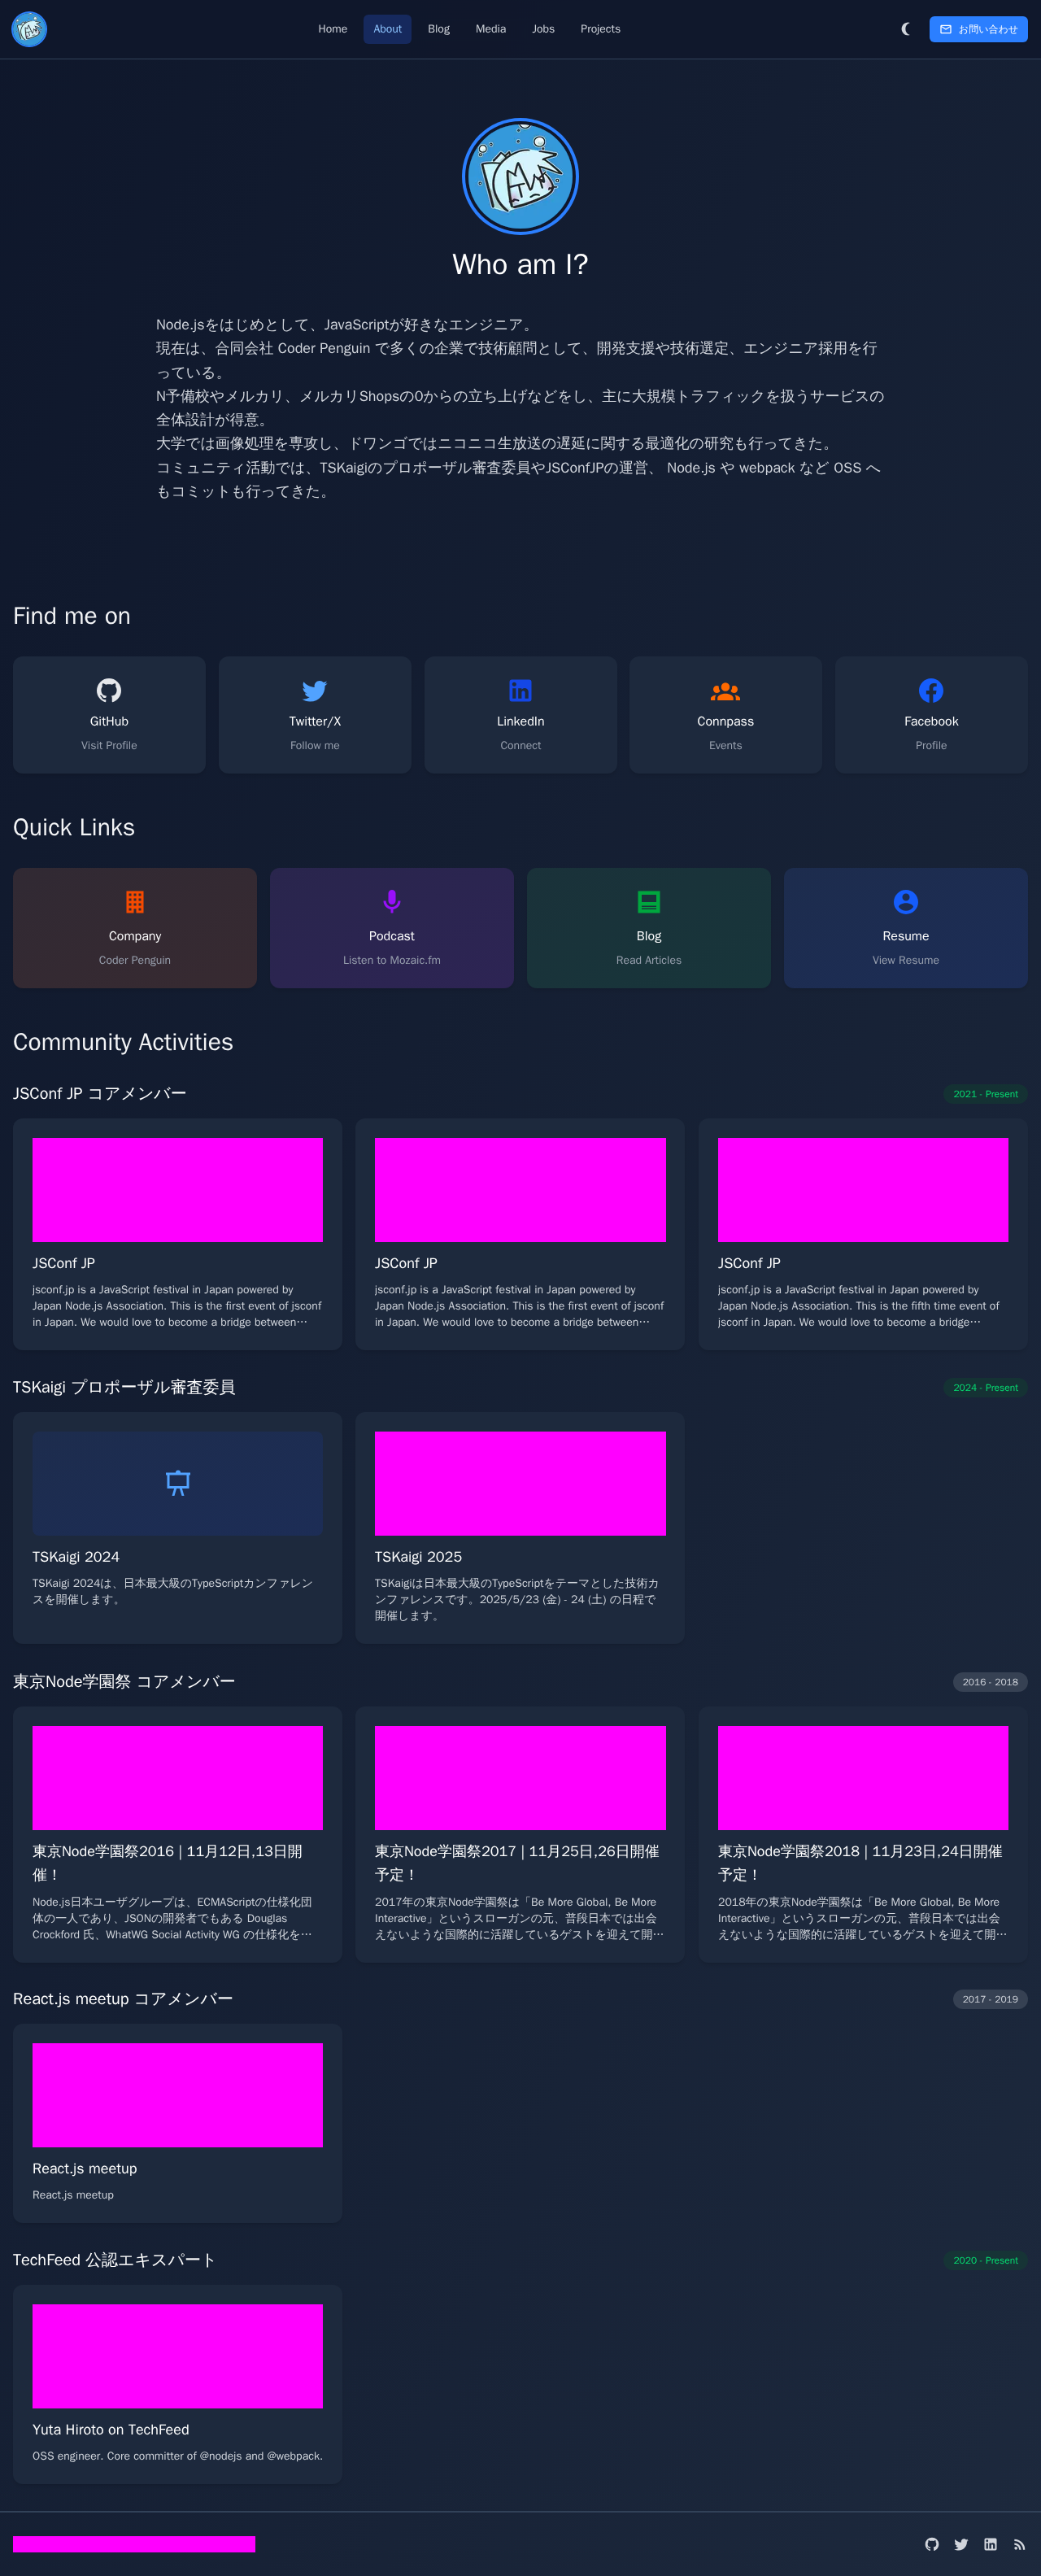 Home
About
Blog
Media
Jobs
Projects
お問い合わせ
Who am I?
Node.jsをはじめとして、JavaScriptが好きなエンジニア。
現在は、合同会社 Coder Penguin で多くの企業で技術顧問として、開発支援や技術選定、エンジニア採用を行
っている。
N予備校やメルカリ、メルカリShopsの0からの立ち上げなどをし、主に大規模トラフィックを扱うサービスの
全体設計が得意。
大学では画像処理を専攻し、ドワンゴではニコニコ生放送の遅延に関する最適化の研究も行ってきた。
コミュニティ活動では、TSKaigiのプロポーザル審査委員やJSConfJPの運営、 Node.js や webpack など OSS へ
もコミットも行ってきた。
Find me on
GitHub
Visit Profile
Twitter/X
Follow me
LinkedIn
Connect
Connpass
Events
Facebook
Profile
Quick Links
Company
Coder Penguin
Podcast
Listen to Mozaic.fm
Blog
Read Articles
Resume
View Resume
Community Activities
JSConf JP コアメンバー
2021 - Present
JSConf JP
jsconf.jp is a JavaScript festival in Japan powered by
Japan Node.js Association. This is the first event of jsconf
in Japan. We would love to become a bridge between…
JSConf JP
jsconf.jp is a JavaScript festival in Japan powered by
Japan Node.js Association. This is the first event of jsconf
in Japan. We would love to become a bridge between…
JSConf JP
jsconf.jp is a JavaScript festival in Japan powered by
Japan Node.js Association. This is the fifth time event of
jsconf in Japan. We would love to become a bridge…
TSKaigi プロポーザル審査委員
2024 - Present
TSKaigi 2024
TSKaigi 2024は、日本最大級のTypeScriptカンファレン
スを開催します。
TSKaigi 2025
TSKaigiは日本最大級のTypeScriptをテーマとした技術カ
ンファレンスです。2025/5/23 (金) - 24 (土) の日程で
開催します。
東京Node学園祭 コアメンバー
2016 - 2018
東京Node学園祭2016 | 11月12日,13日開
催！
Node.js日本ユーザグループは、ECMAScriptの仕様化団
体の一人であり、JSONの開発者でもある Douglas
Crockford 氏、WhatWG Social Activity WG の仕様化を…
東京Node学園祭2017 | 11月25日,26日開催
予定！
2017年の東京Node学園祭は「Be More Global, Be More
Interactive」というスローガンの元、普段日本では出会
えないような国際的に活躍しているゲストを迎えて開…
東京Node学園祭2018 | 11月23日,24日開催
予定！
2018年の東京Node学園祭は「Be More Global, Be More
Interactive」というスローガンの元、普段日本では出会
えないような国際的に活躍しているゲストを迎えて開…
React.js meetup コアメンバー
2017 - 2019
React.js meetup
React.js meetup
TechFeed 公認エキスパート
2020 - Present
Yuta Hiroto on TechFeed
OSS engineer. Core committer of @nodejs and @webpack.